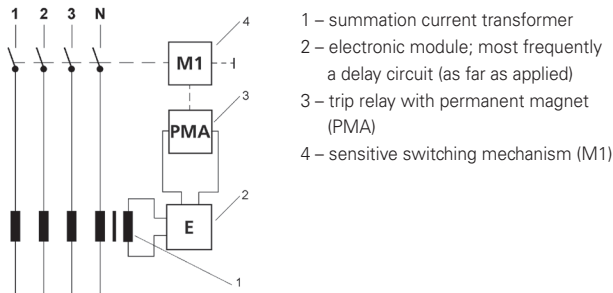 1 2 3 N
4
M1
3
PMA
2
E
1
1 – summation current transformer
2 – electronic module; most frequently
a delay circuit (as far as applied)
3 – trip relay with permanent magnet
(PMA)
4 – sensitive switching mechanism (M1)